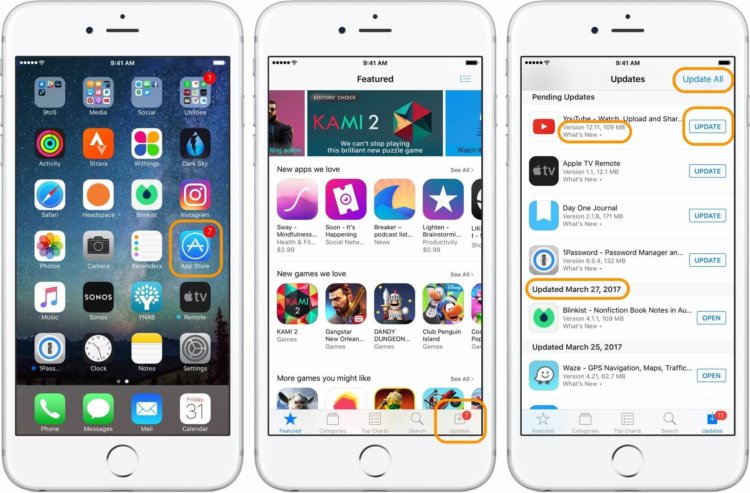 9:41 AM
1
9to5
Media
Social
Utilities
Activity
Strava
Withings
Dark Sky
Safari
Headspace
Blinkist
Instagram
7
Photos
Camera
Reminders
App Store
SONOS
tv
Music
Sonos
YNAB
Remote
1Pass...
Clock
Notes
Settings
Friday
31
Phone
Messages
Mail
Calendar
9:41 AM
Featured
EDITORS' CHOICE
KAMI 2
We can't stop playing
this brilliant new puzzle game
lting action
New apps we love
See All >
Sway -
Mindfulness...
Health & Fit...
$2.99
Soon - It's
Happening
Social Netw...
Breaker –
podcast list...
News
Lighten -
Brainstormi...
Productivity
New games we love
See All >
KAMI 2
KAMI 2
Games
Gangstar
New Orlean...
Games
DANDY
DUNGEON...
Games
Club Penguin
Island
Games
More games you might like
See All >
7
Featured
Categories
Top Charts
Search
Updates
9:41 AM
Updates
Update All
Pending Updates
YouTube - Watch, Upload and Shar...
Version 12.11, 109 MB
What's New
UPDATE
Apple TV Remote
Version 1.1, 12.1 MB
What's New
tv
UPDATE
Day One Journal
Version 2.1.8, 171 MB
What's New
UPDATE
1Password - Password Manager an...
Version 6.5.4, 132 MB
What's New
UPDATE
Updated March 27, 2017
Blinkist - Nonfiction Book Notes in Au...
Version 4.1.1, 109 MB
What's New
OPEN
Updated March 25, 2017
Waze - GPS Navigation, Maps, Traffic...
Version 4.21, 62.7 MB
What's New
OPEN
11
Featured
Categories
Top Charts
Search
Updates